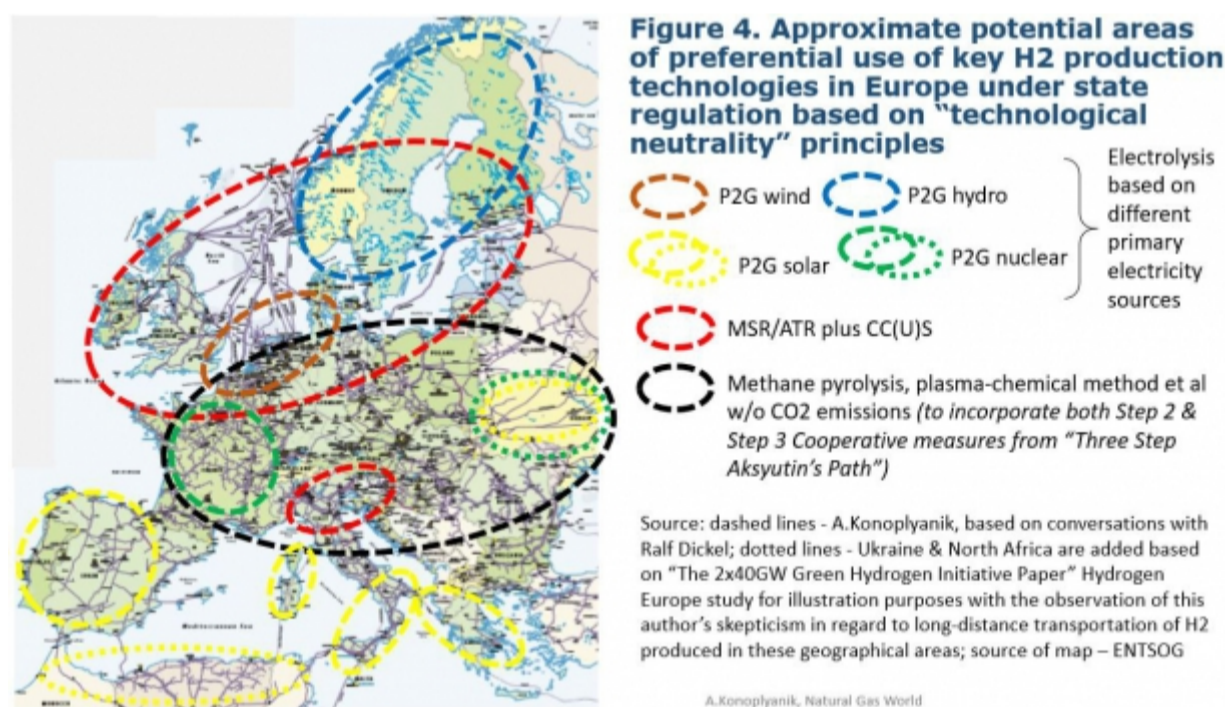 Figure 4. Approximate potential areas
of preferential use of key H2 production
technologies in Europe under state
regulation based on “technological
neutrality” principles
P2G wind
P2G hydro
P2G solar
P2G nuclear
Electrolysis
based on
different
primary
electricity
sources
MSR/ATR plus CC(U)S
Methane pyrolysis, plasma-chemical method et al
w/o CO2 emissions (to incorporate both Step 2 &
Step 3 Cooperative measures from “Three Step
Aksyutin’s Path”)
Source: dashed lines - A.Konoplyanik, based on conversations with
Ralf Dickel; dotted lines - Ukraine & North Africa are added based
on “The 2x40GW Green Hydrogen Initiative Paper” Hydrogen
Europe study for illustration purposes with the observation of this
author’s skepticism in regard to long-distance transportation of H2
produced in these geographical areas; source of map – ENTSOG
A.Konoplyanik, Natural Gas World